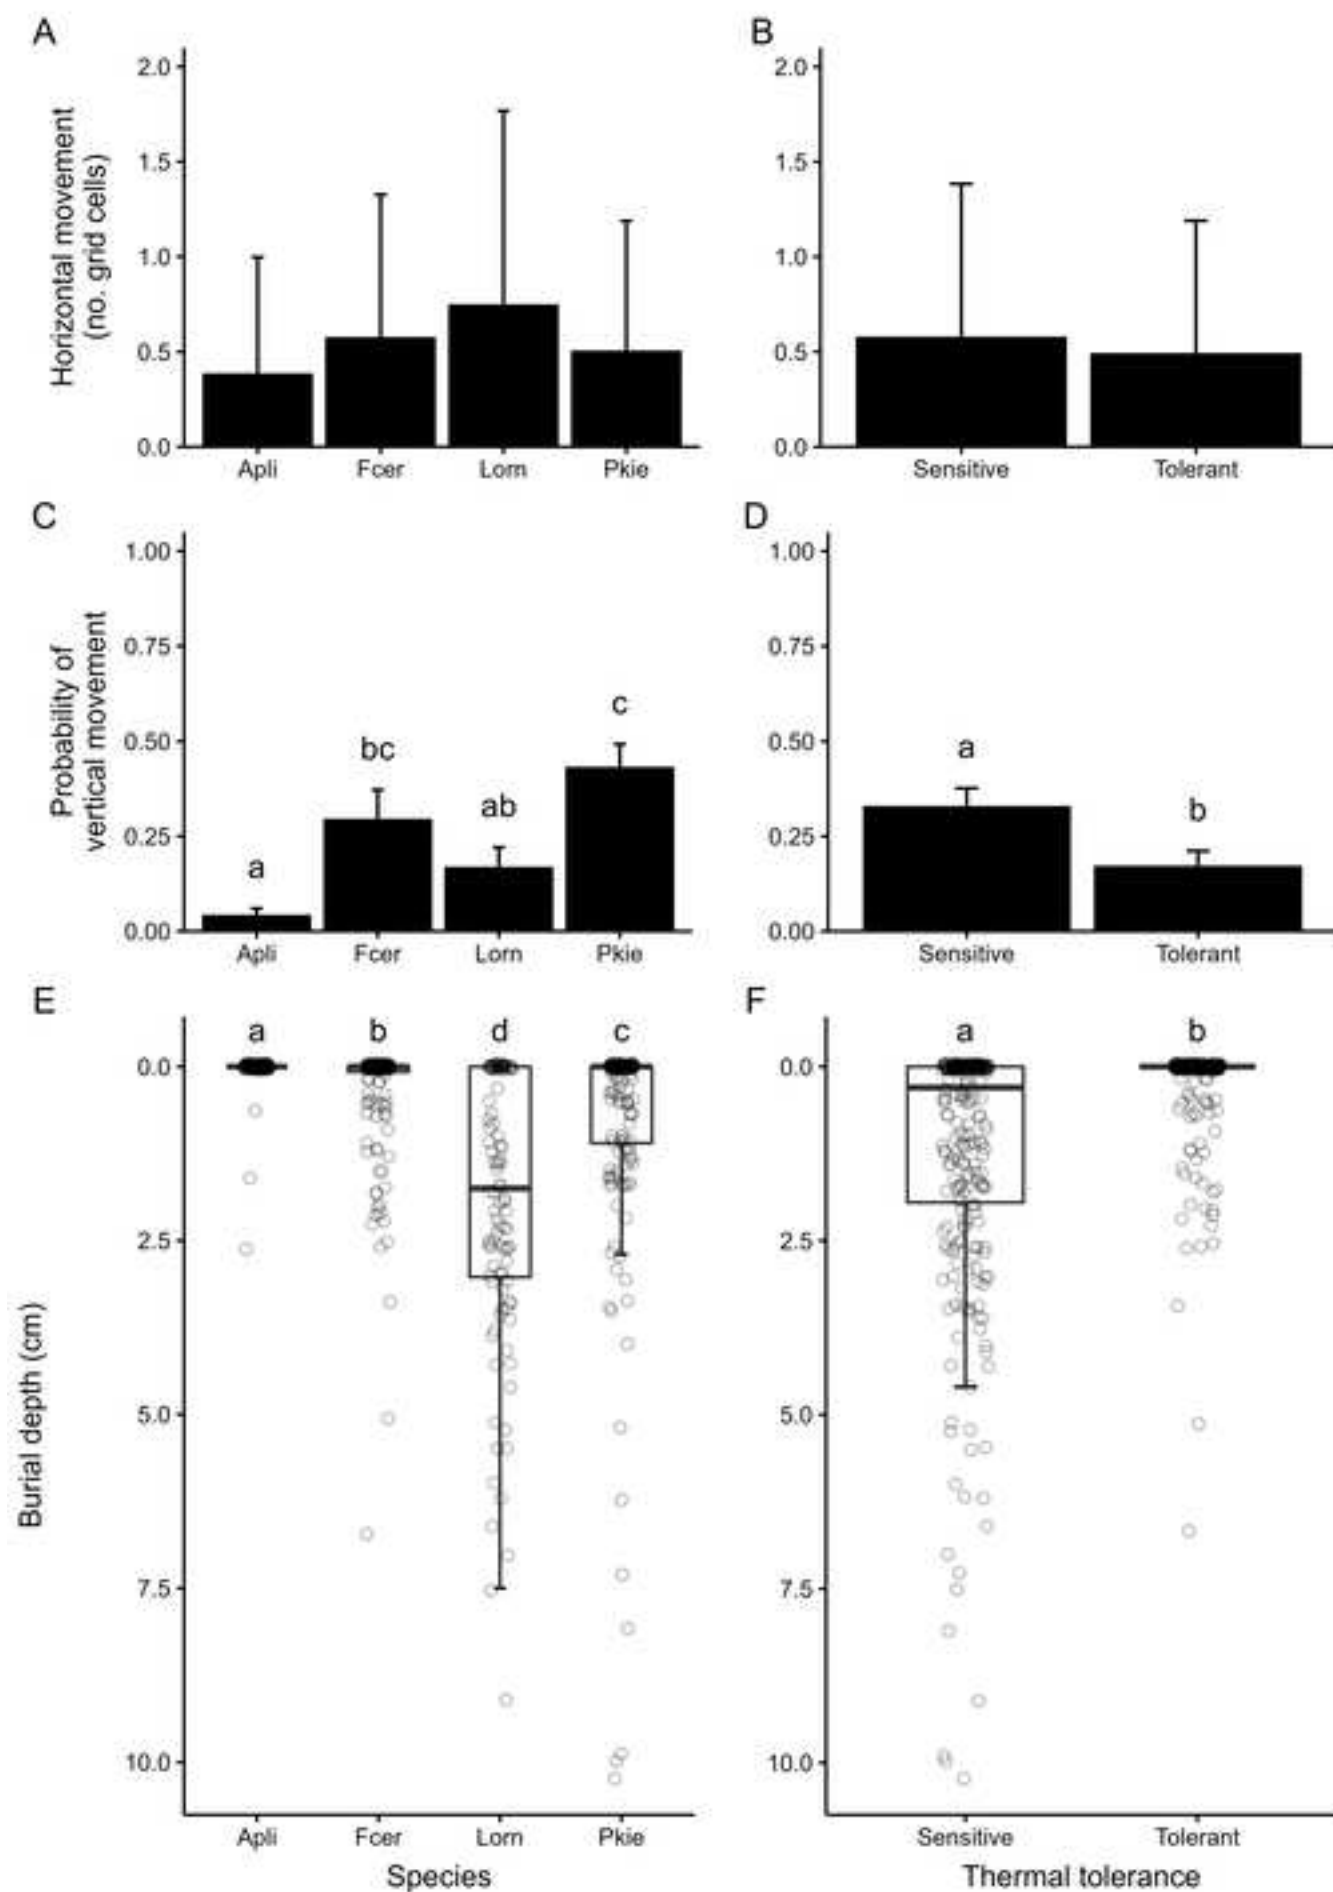 A
B
Horizontal movement
(no. grid cells)
2.0
1.5
1.0
0.5
0.0
Apli Fcer Lorn Pkie
2.0
1.5
1.0
0.5
0.0
Sensitive Tolerant
C
D
Probability of
vertical movement
1.00
0.75
0.50
0.25
0.00
a bc ab c
Apli Fcer Lorn Pkie
1.00
0.75
0.50
0.25
0.00
a b
Sensitive Tolerant
E
F
Burial depth (cm)
a b d c
0.0
2.5
5.0
7.5
10.0
Apli Fcer Lorn Pkie
Species
a b
0.0
2.5
5.0
7.5
10.0
Sensitive Tolerant
Thermal tolerance